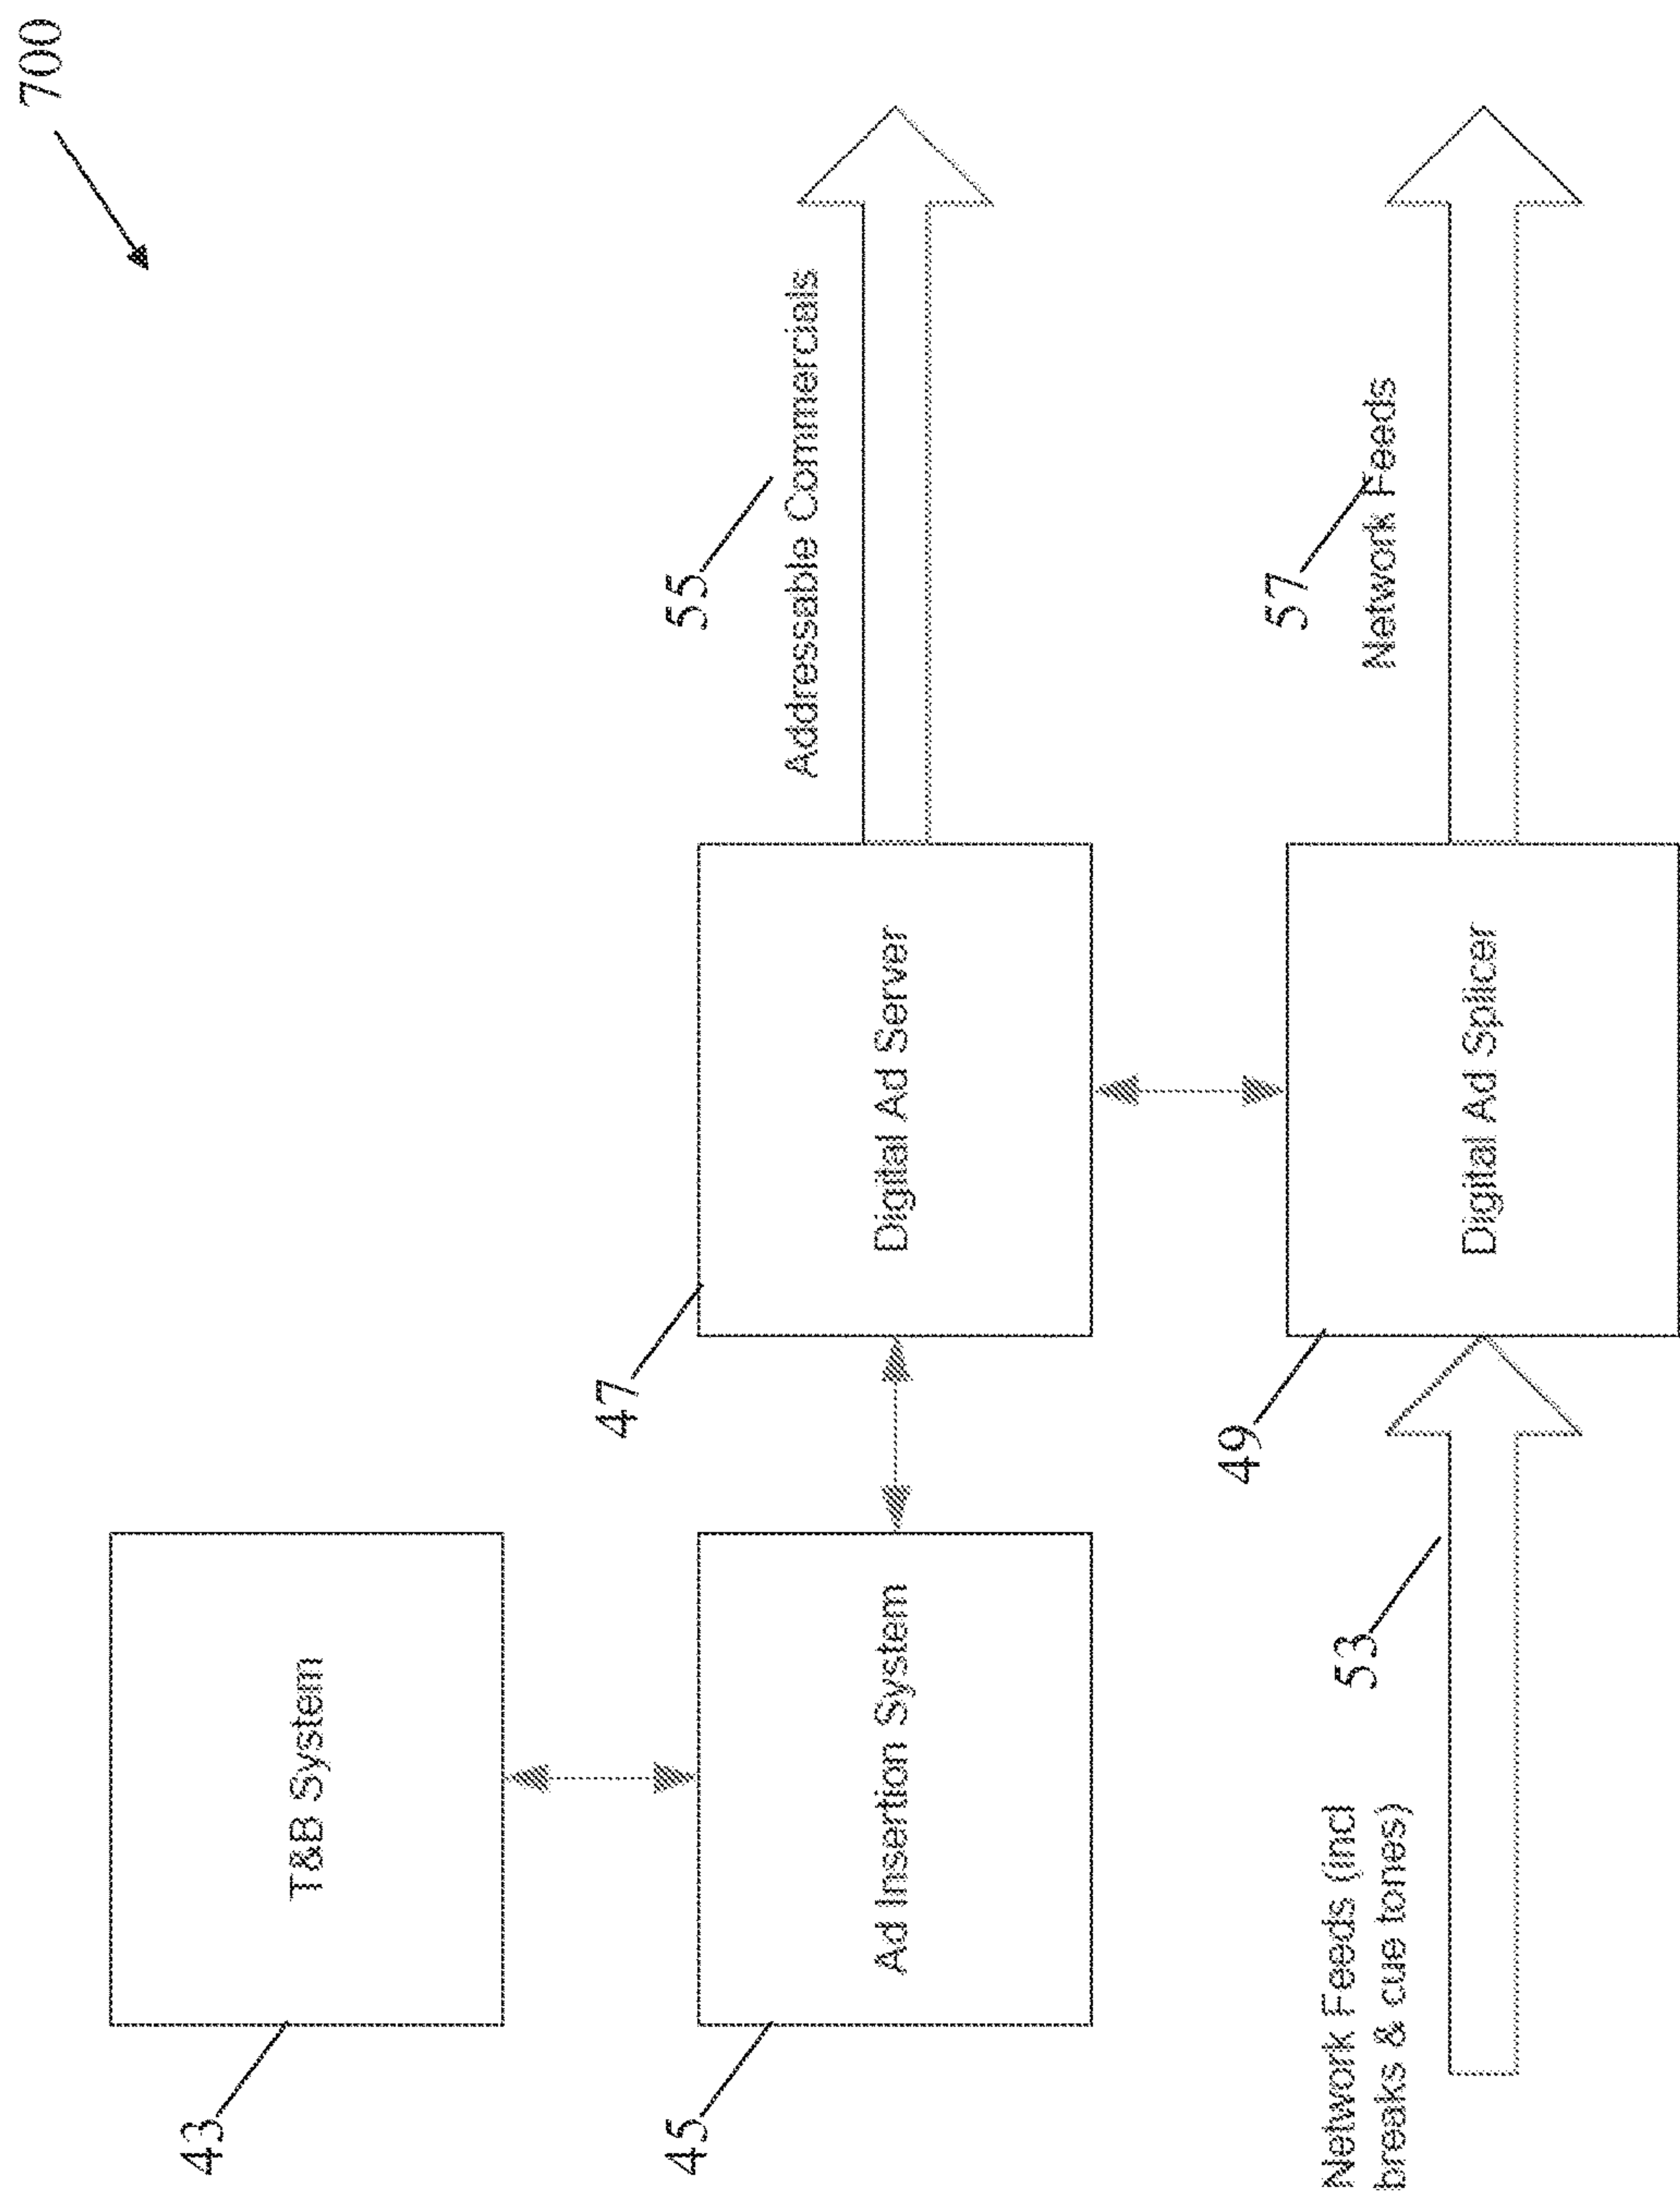 700
43
T&B System
45
Ad Insertion System
47
Digital Ad Server
55
Addressable Commercials
Network Feeds (incl
breaks & cue tones)
53
49
Digital Ad Splicer
57
Network Feeds